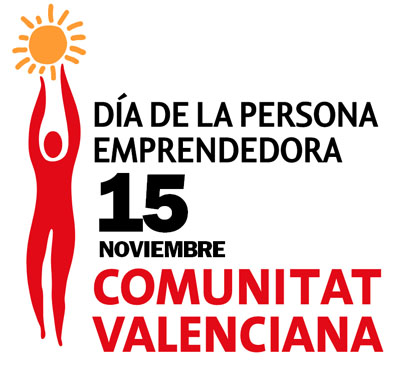 DÍA DE LA PERSONA
EMPRENDEDORA
15
NOVIEMBRE
COMUNITAT
VALENCIANA